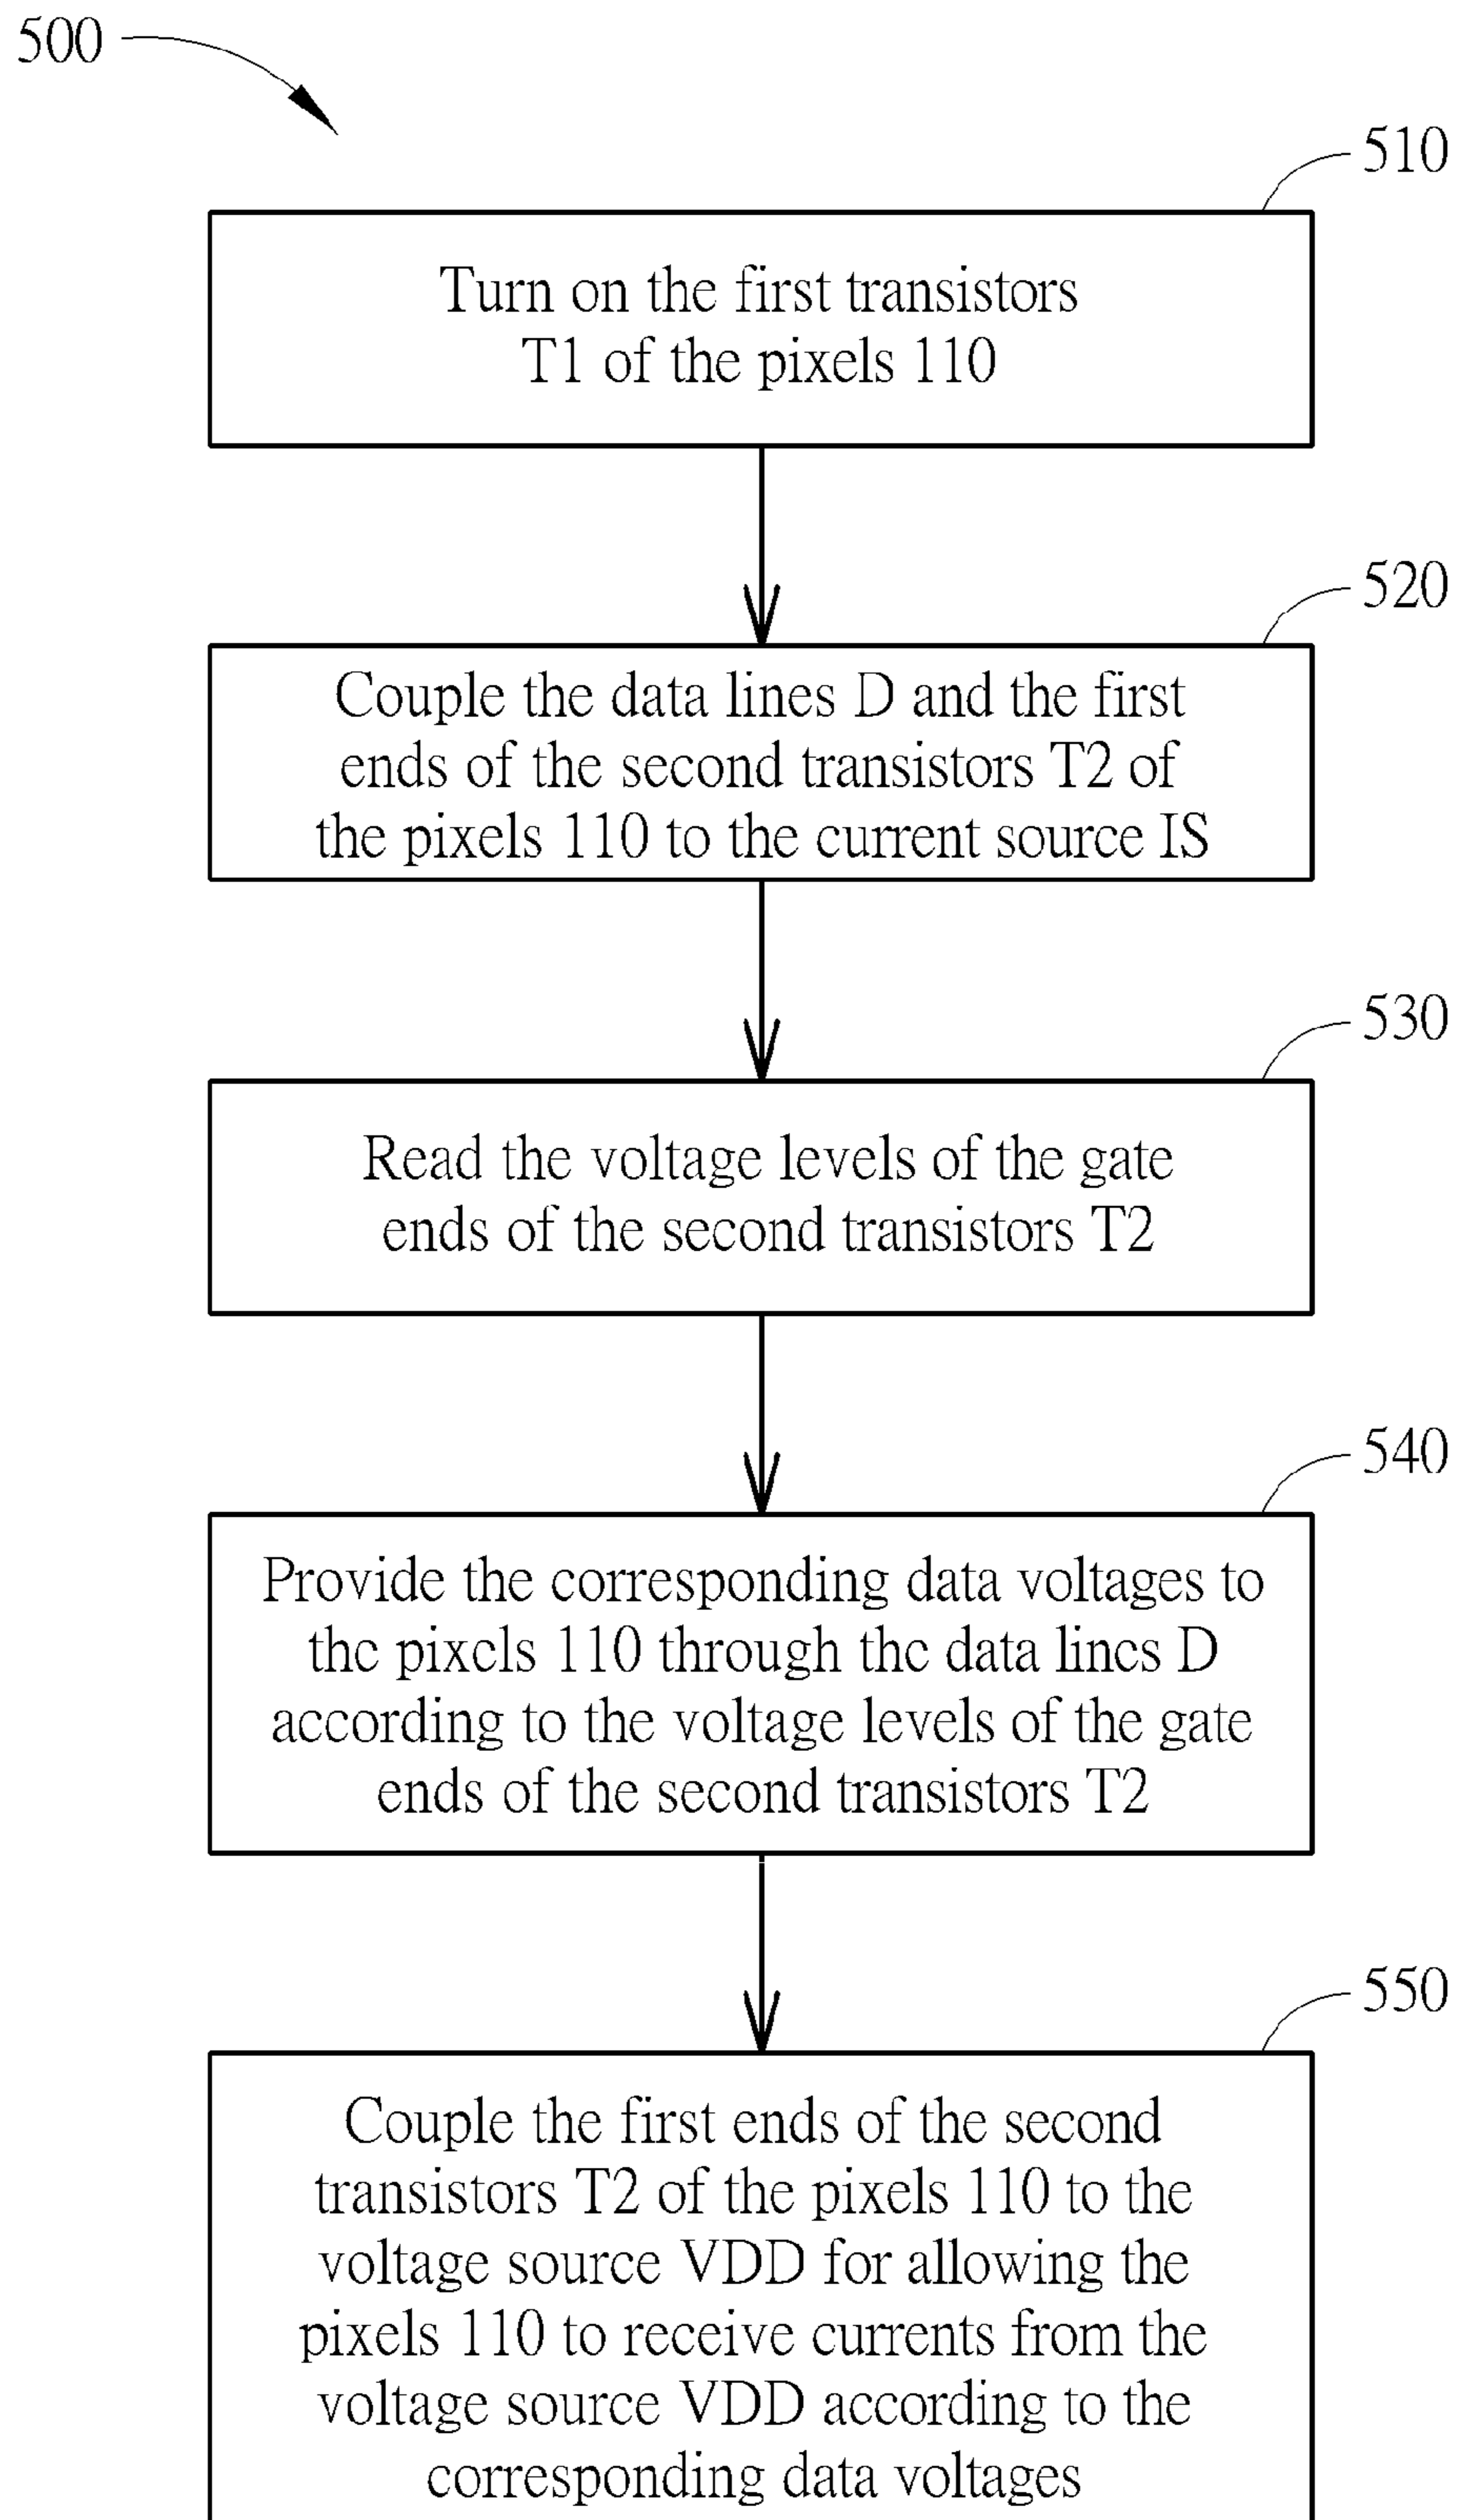 500
510
Turn on the first transistors
T1 of the pixels 110
520
Couple the data lines D and the first
ends of the second transistors T2 of
the pixels 110 to the current source IS
530
Read the voltage levels of the gate
ends of the second transistors T2
540
Provide the corresponding data voltages to
the pixels 110 through the data lines D
according to the voltage levels of the gate
ends of the second transistors T2
550
Couple the first ends of the second
transistors T2 of the pixels 110 to the
voltage source VDD for allowing the
pixels 110 to receive currents from the
voltage source VDD according to the
corresponding data voltages